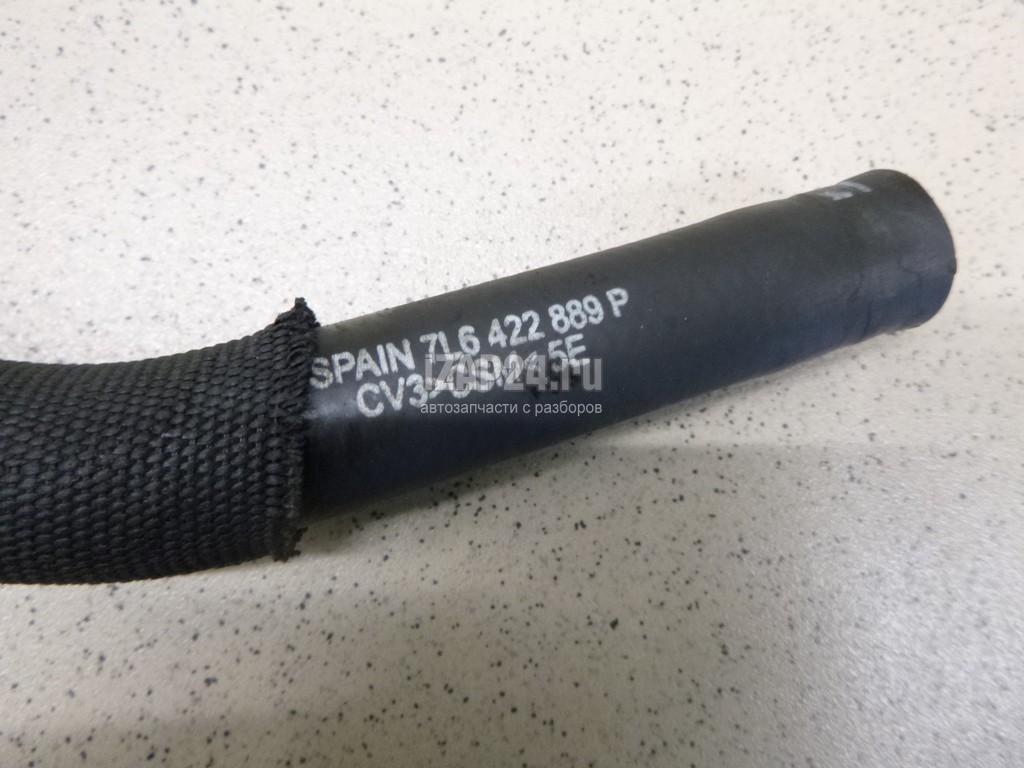 SPAIN 7L6 422 889 P
iZAP24.ru
автозапчасти с разборов